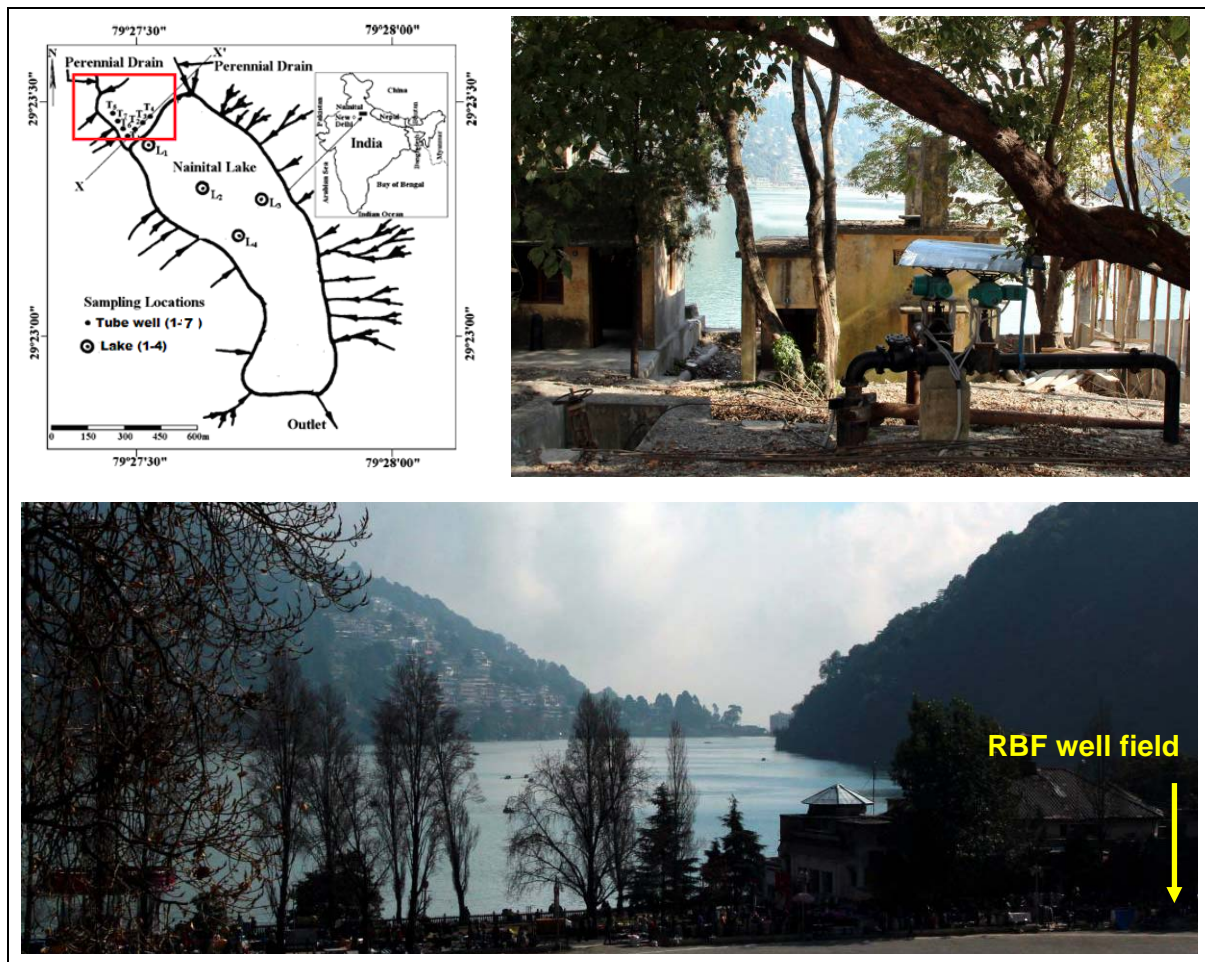 79°27'30"
79°28'00"
N
X'
Perennial Drain
Perennial Drain
29°23'30"
29°23'30"
China
Nainital
New
Delhi
Nepal
Bhutan
Pakistan
Bangladesh
Myanmar
India
Arabian Sea
Bay of Bengal
Indian Ocean
L1
X
Nainital Lake
L2
L3
L4
Sampling Locations
Tube well (1-7 )
Lake (1-4)
29°23'00"
29°23'00"
Outlet
0 150 300 450 600m
79°27'30"
79°28'00"
RBF well field